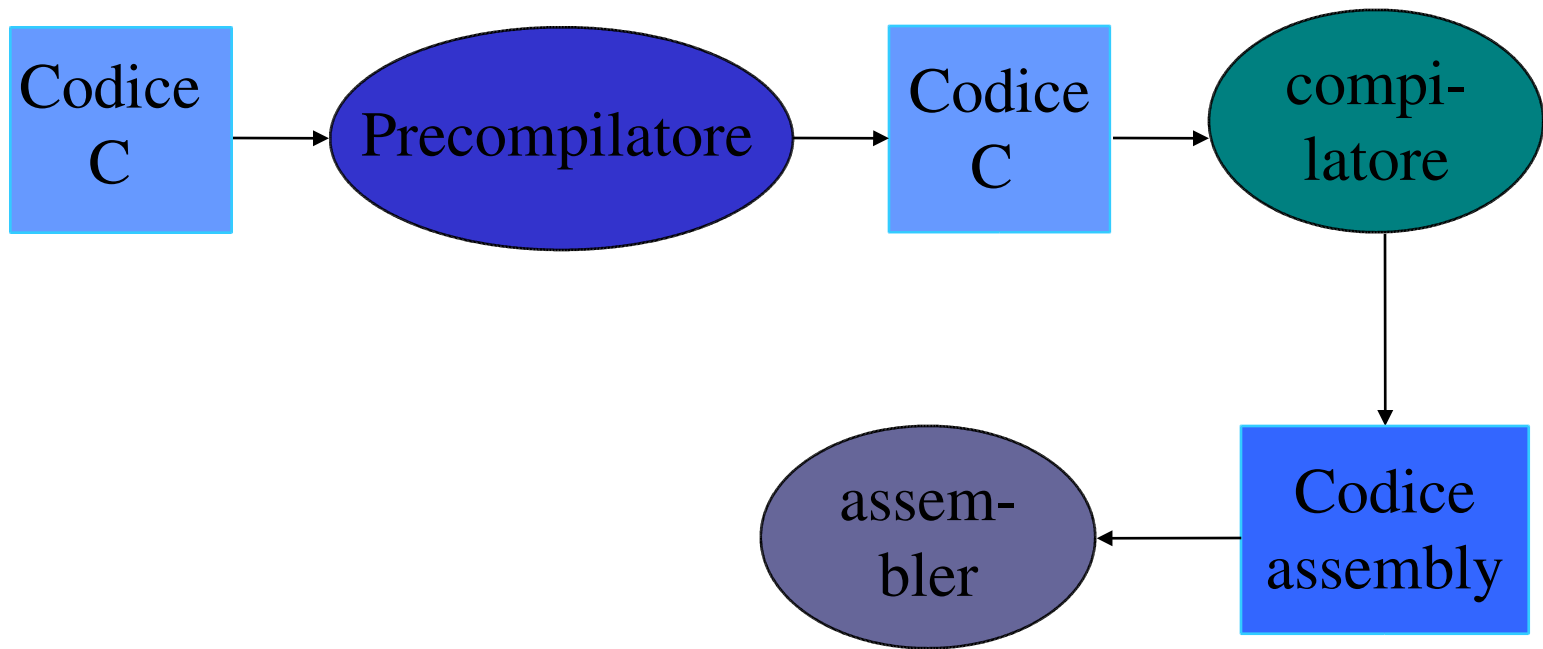 Codice
C
Precompilatore
Codice
C
compi-
latore
assem-
bler
Codice
assembly